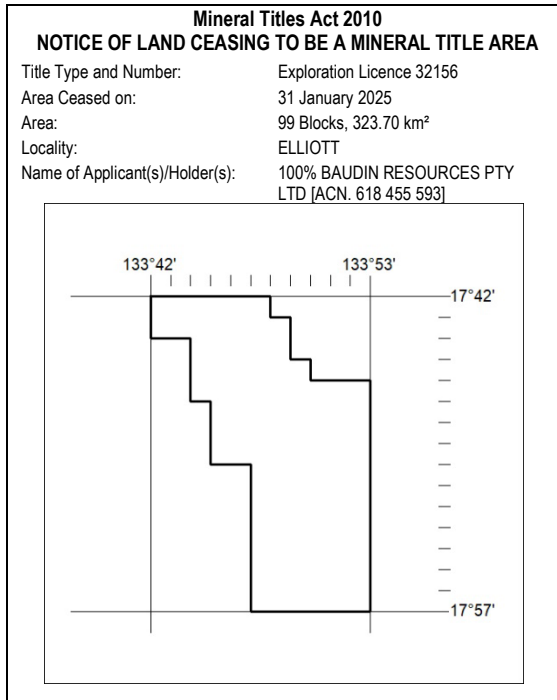 Mineral Titles Act 2010
NOTICE OF LAND CEASING TO BE A MINERAL TITLE AREA
Title Type and Number: Exploration Licence 32156
Area Ceased on: 31 January 2025
Area: 99 Blocks, 323.70 km²
Locality: ELLIOTT
Name of Applicant(s)/Holder(s): 100% BAUDIN RESOURCES PTY
LTD [ACN. 618 455 593]
133°42' 133°53'
17°42'
17°57'